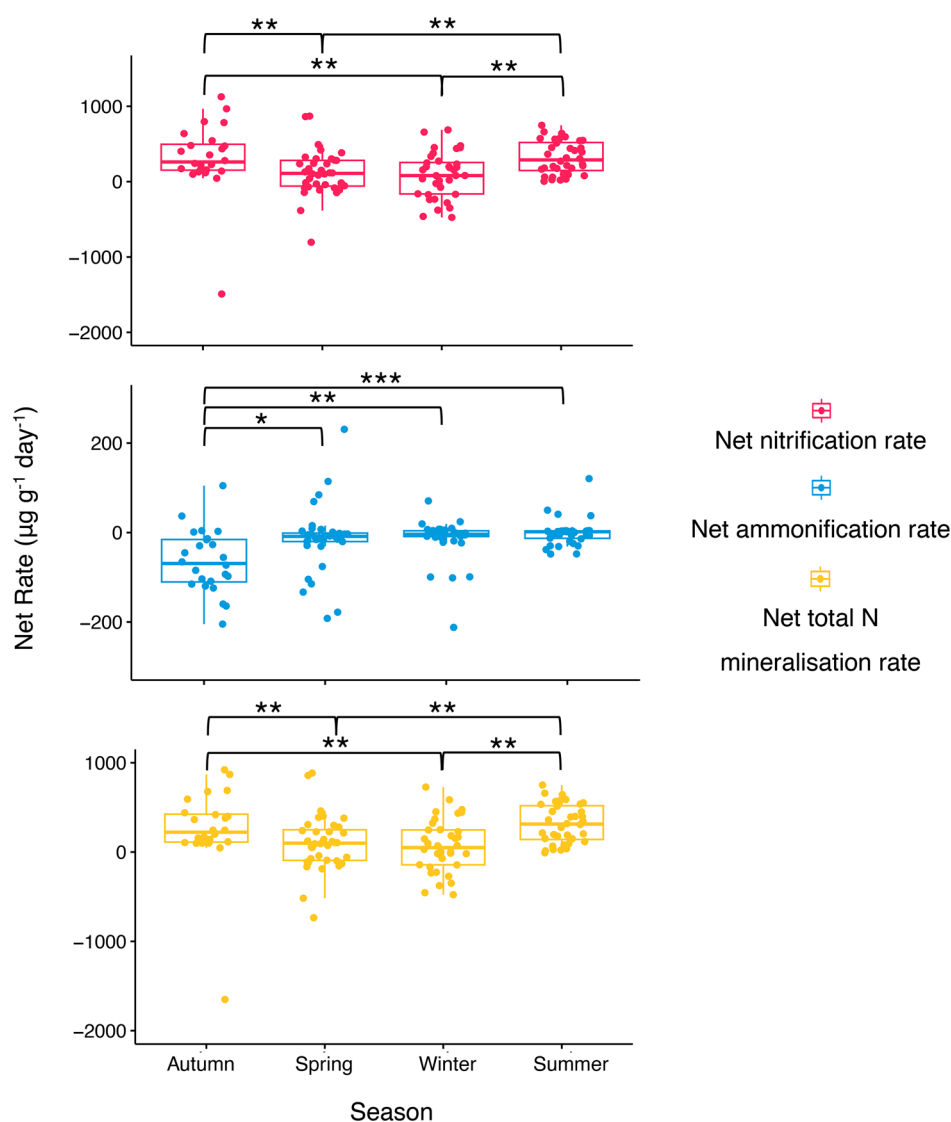 ** **
** **
1000
0
−1000
−2000
***
**
*
200
0
−200
** **
** **
1000
0
−1000
−2000
Autumn Spring Winter Summer
Season
Net Rate (µg g⁻¹ day⁻¹)
Net nitrification rate
Net ammonification rate
Net total N
mineralisation rate